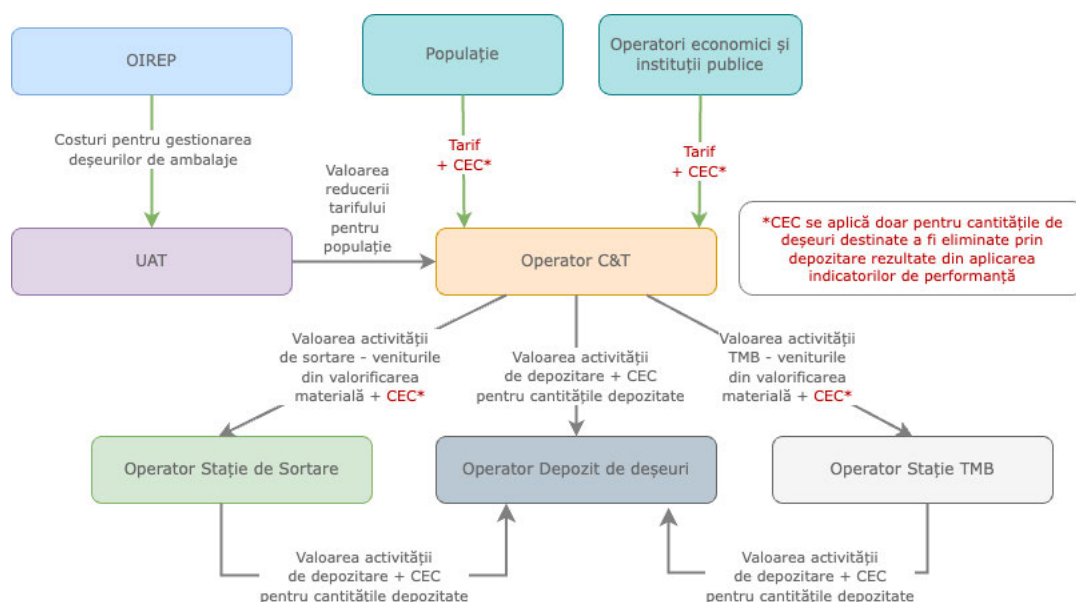 OIREP
Populație
Operatori economici și
instituții publice
Costuri pentru gestionarea
deșeurilor de ambalaje
Valoarea
reducerii
tarifului
pentru
populație
Tarif
+ CEC*
Tarif
+ CEC*
UAT
Operator C&T
*CEC se aplică doar pentru cantitățile de
deșeuri destinate a fi eliminate prin
depozitare rezultate din aplicarea
indicatorilor de performanță
Valoarea activității
de sortare - veniturile
din valorificarea
materială + CEC*
Valoarea activității
de depozitare + CEC
pentru cantitățile depozitate
Valoarea activității
TMB - veniturile
din valorificarea
materială + CEC*
Operator Stație de Sortare
Operator Depozit de deșeuri
Operator Stație TMB
Valoarea activității
de depozitare + CEC
pentru cantitățile depozitate
Valoarea activității
de depozitare + CEC
pentru cantitățile depozitate